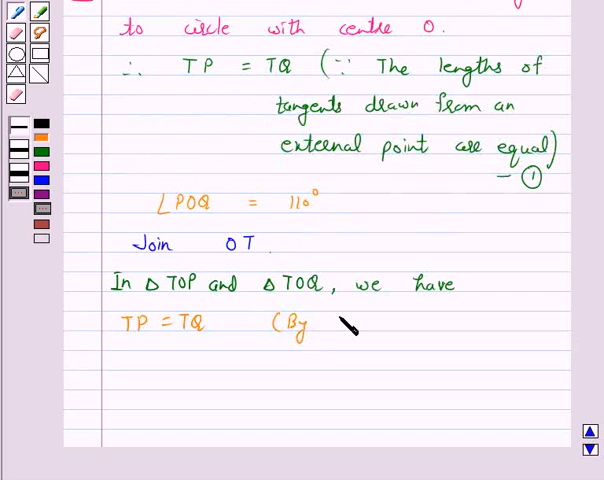 to circle with centre O.
∴ TP = TQ (∵ The lengths of
tangents drawn from an
external point are equal)
– ①
∠POQ = 110°
Join OT.
In △ TOP and △ TOQ, we have
TP = TQ (By